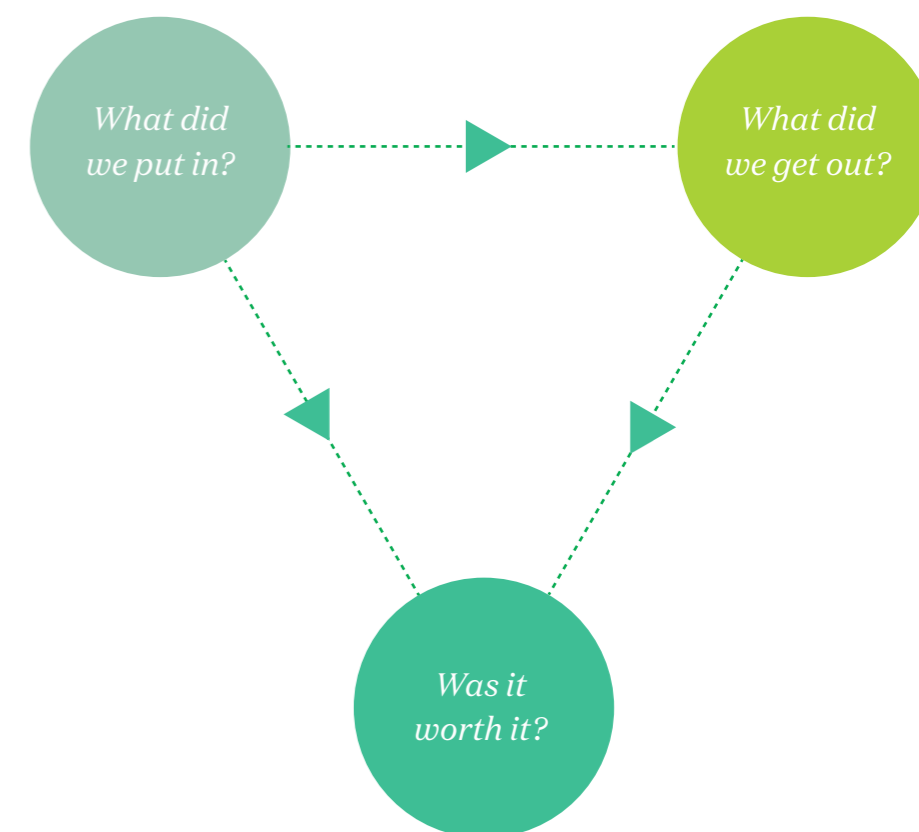 What did
we put in?
What did
we get out?
Was it
worth it?